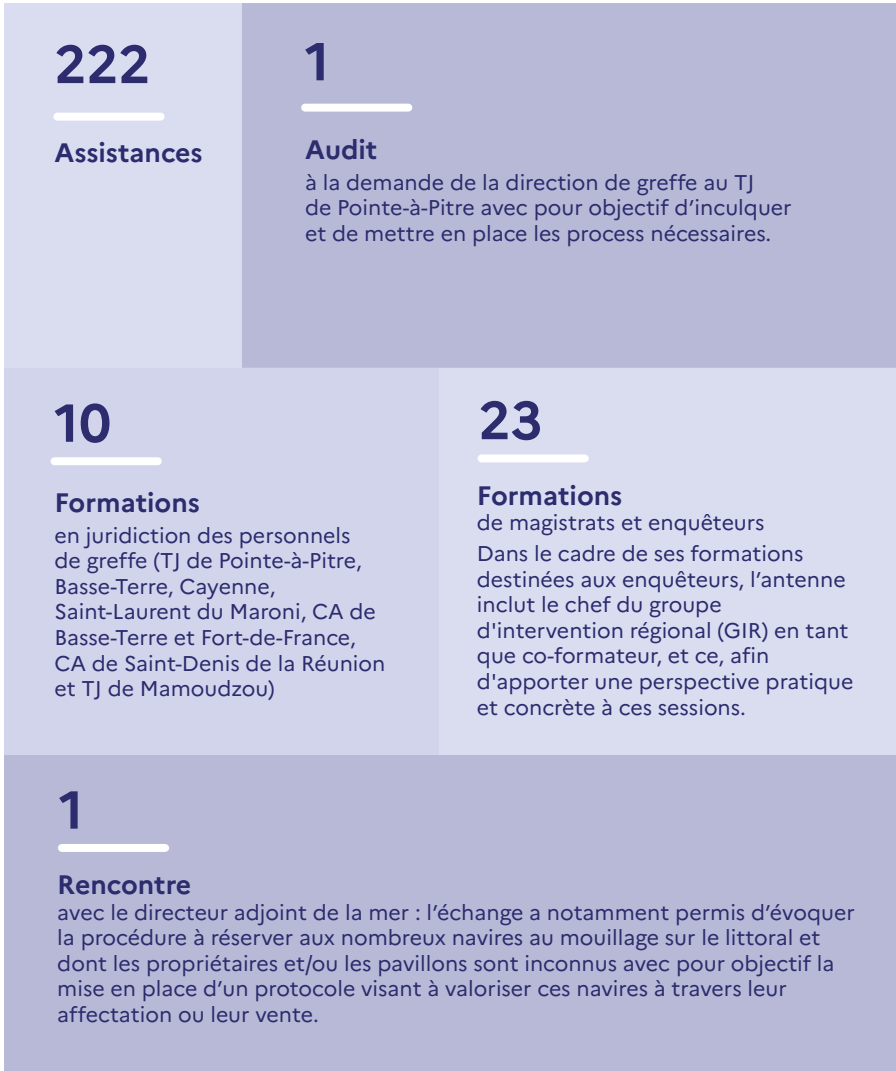 222
Assistances
1
Audit
à la demande de la direction de greffe au TJ
de Pointe-à-Pitre avec pour objectif d’inculquer
et de mettre en place les process nécessaires.
10
Formations
en juridiction des personnels
de greffe (TJ de Pointe-à-Pitre,
Basse-Terre, Cayenne,
Saint-Laurent du Maroni, CA de
Basse-Terre et Fort-de-France,
CA de Saint-Denis de la Réunion
et TJ de Mamoudzou)
23
Formations
de magistrats et enquêteurs
Dans le cadre de ses formations
destinées aux enquêteurs, l’antenne
inclut le chef du groupe
d'intervention régional (GIR) en tant
que co-formateur, et ce, afin
d'apporter une perspective pratique
et concrète à ces sessions.
1
Rencontre
avec le directeur adjoint de la mer : l’échange a notamment permis d’évoquer
la procédure à réserver aux nombreux navires au mouillage sur le littoral et
dont les propriétaires et/ou les pavillons sont inconnus avec pour objectif la
mise en place d’un protocole visant à valoriser ces navires à travers leur
affectation ou leur vente.